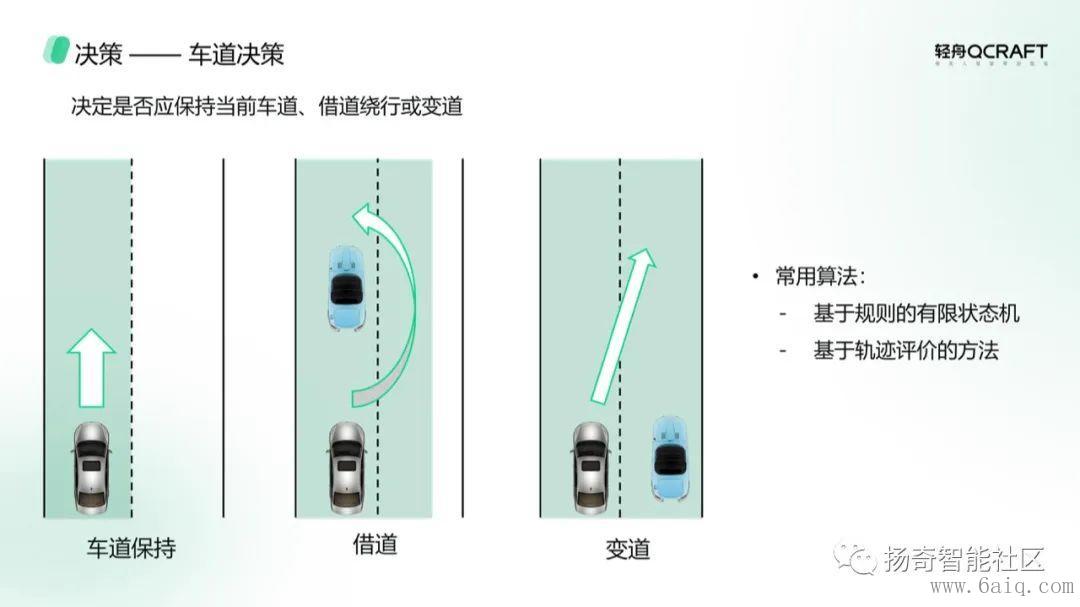 决策 —— 车道决策
轻舟QCRAFT
决定是否应保持当前车道、借道绕行或变道
• 常用算法：
- 基于规则的有限状态机
- 基于轨迹评价的方法
车道保持
借道
变道
扬奇智能社区
www.6aiq.com